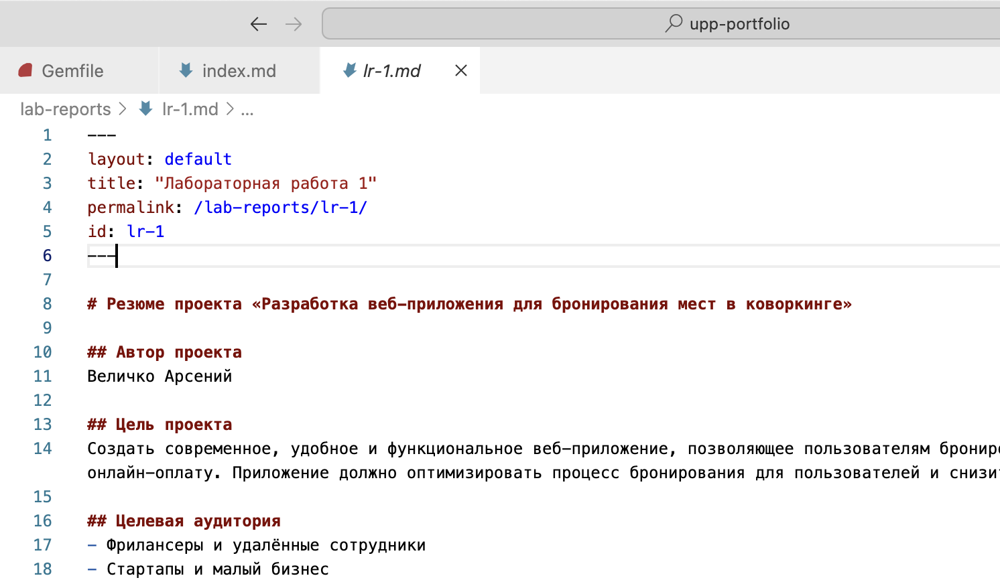 upp-portfolio
Gemfile
index.md
lr-1.md
lab-reports > lr-1.md > ...
1 ---
2 layout: default
3 title: "Лабораторная работа 1"
4 permalink: /lab-reports/lr-1/
5 id: lr-1
6 ---
7
8 # Резюме проекта «Разработка веб-приложения для бронирования мест в коворкинге»
9
10 ## Автор проекта
11 Величко Арсений
12
13 ## Цель проекта
14 Создать современное, удобное и функциональное веб-приложение, позволяющее пользователям
онлайн-оплату. Приложение должно оптимизировать процесс бронирования для пользователей и
15
16 ## Целевая аудитория
17 - Фрилансеры и удалённые сотрудники
18 - Стартапы и малый бизнес